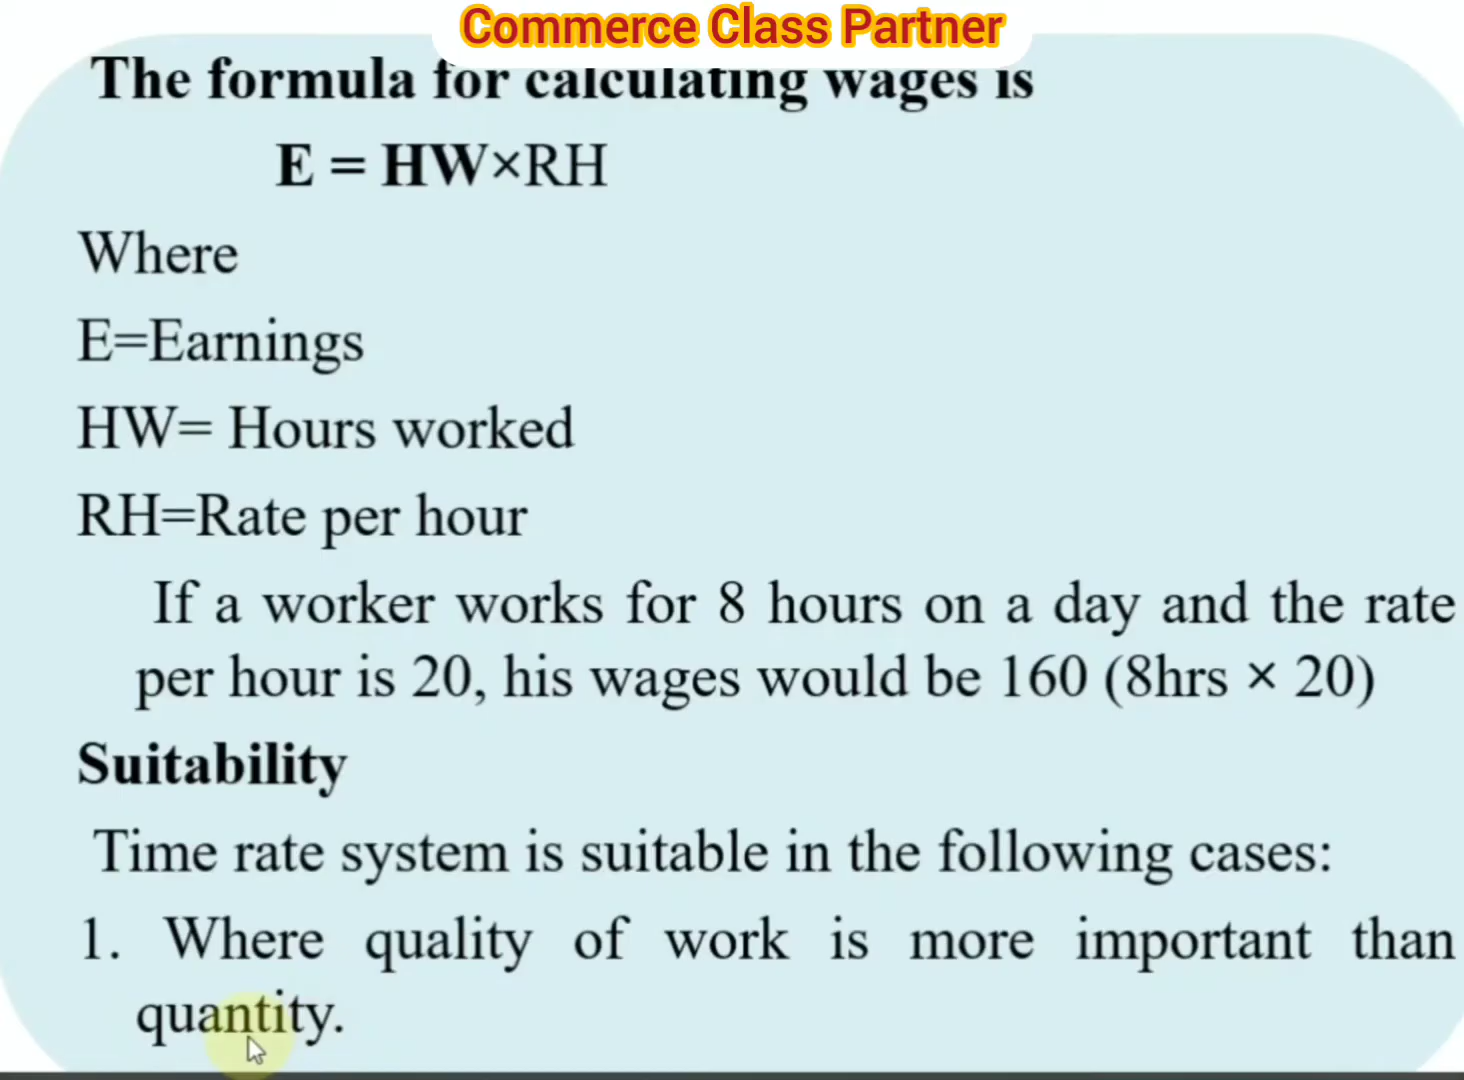 Commerce Class Partner
The formula for calculating wages is
E = HW×RH
Where
E=Earnings
HW= Hours worked
RH=Rate per hour
If a worker works for 8 hours on a day and the rate
per hour is 20, his wages would be 160 (8hrs × 20)
Suitability
Time rate system is suitable in the following cases:
1. Where quality of work is more important than
quantity.